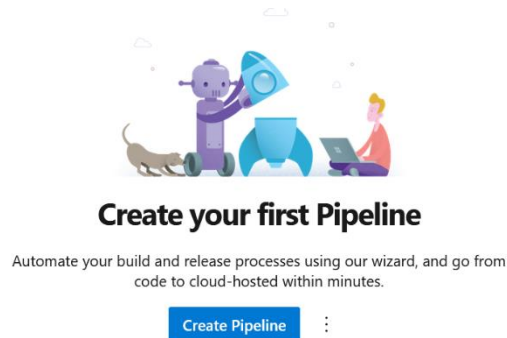 Create your first Pipeline
Automate your build and release processes using our wizard, and go from
code to cloud-hosted within minutes.
Create Pipeline